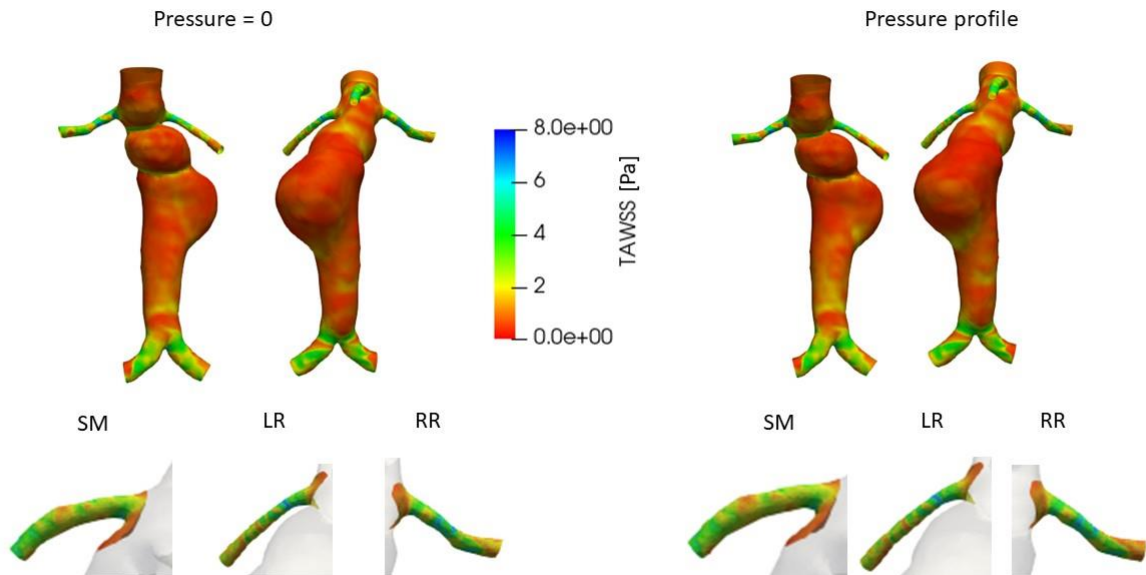 Pressure = 0
Pressure profile
8.0e+00
6
4
2
0.0e+00
TAWSS [Pa]
SM
LR
RR
SM
LR
RR